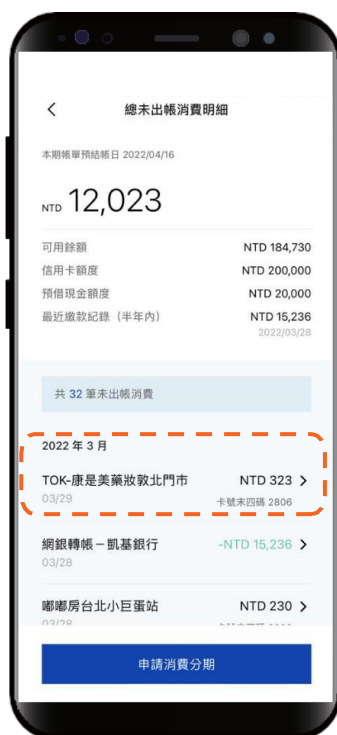 總未出帳消費明細
本期帳單預結帳日 2022/04/16
NTD 12,023
可用餘額 NTD 184,730
信用卡額度 NTD 200,000
預借現金額度 NTD 20,000
最近繳款紀錄（半年內） NTD 15,236
2022/03/28
共 32 筆未出帳消費
2022 年 3 月
TOK-康是美藥妝敦北門市 NTD 323
03/29 卡號末四碼 2806
網銀轉帳－凱基銀行 -NTD 15,236
03/28
嘟嘟房台北小巨蛋站 NTD 230
03/28
申請消費分期